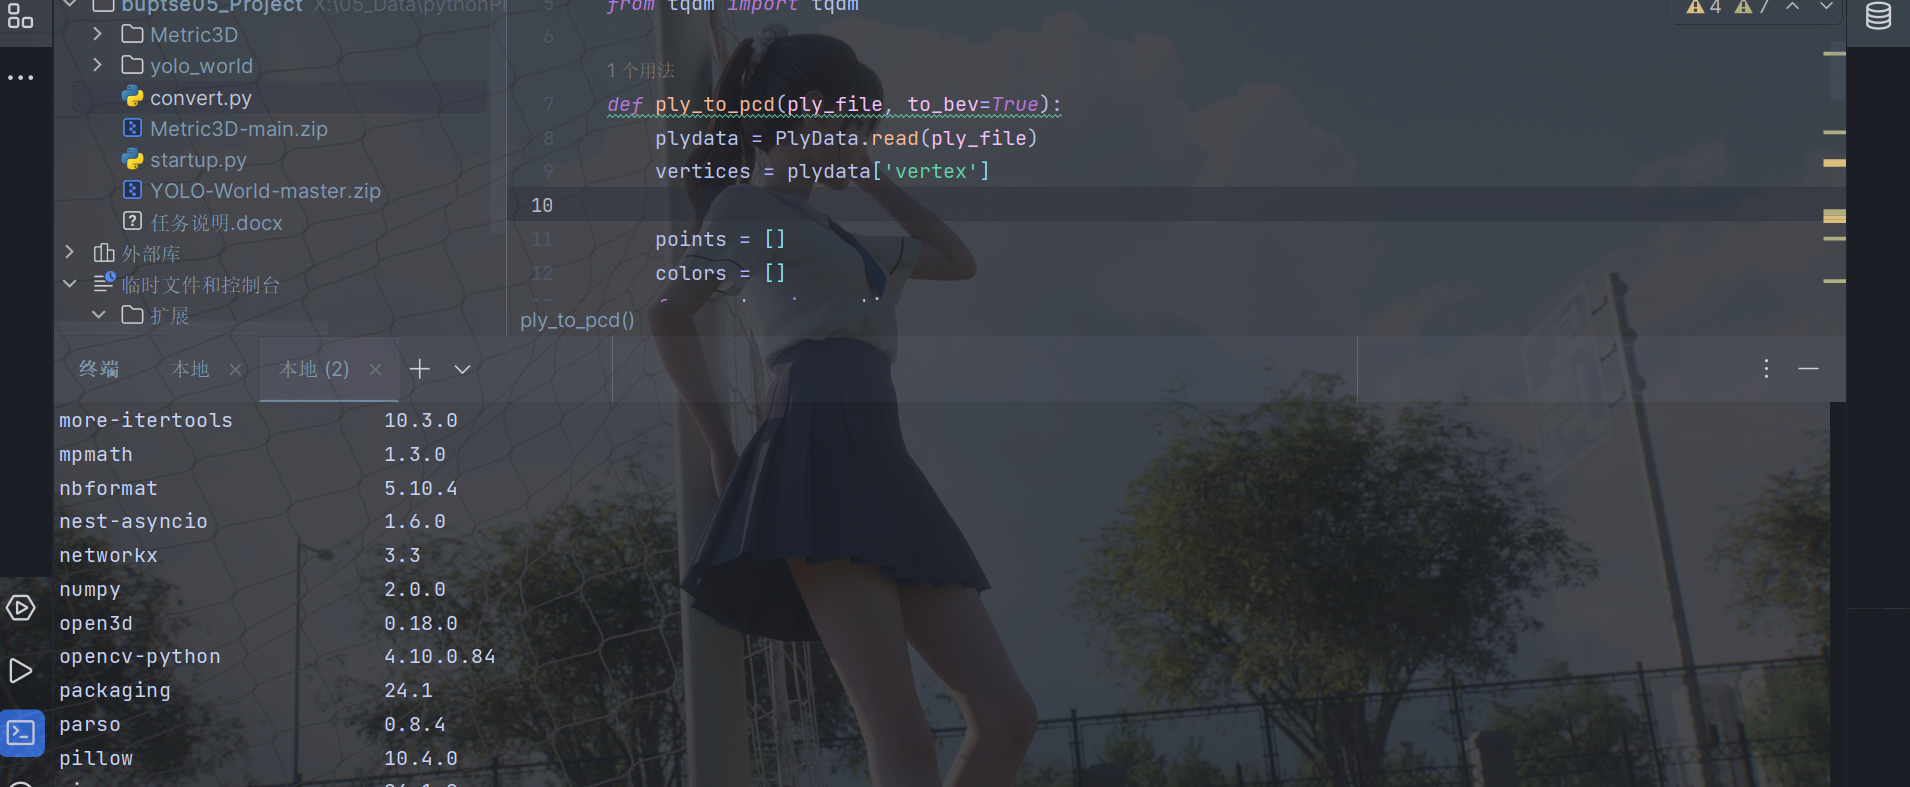 buptse05_Project X:\05_Data\pythonPr
Metric3D
yolo_world
convert.py
Metric3D-main.zip
startup.py
YOLO-World-master.zip
任务说明.docx
外部库
临时文件和控制台
扩展
5 from tqdm import tqdm
6
1 个用法
7 def ply_to_pcd(ply_file, to_bev=True):
8 plydata = PlyData.read(ply_file)
9 vertices = plydata['vertex']
10
11 points = []
12 colors = []
ply_to_pcd()
4 7
终端 本地 本地 (2)
more-itertools 10.3.0
mpmath 1.3.0
nbformat 5.10.4
nest-asyncio 1.6.0
networkx 3.3
numpy 2.0.0
open3d 0.18.0
opencv-python 4.10.0.84
packaging 24.1
parso 0.8.4
pillow 10.4.0